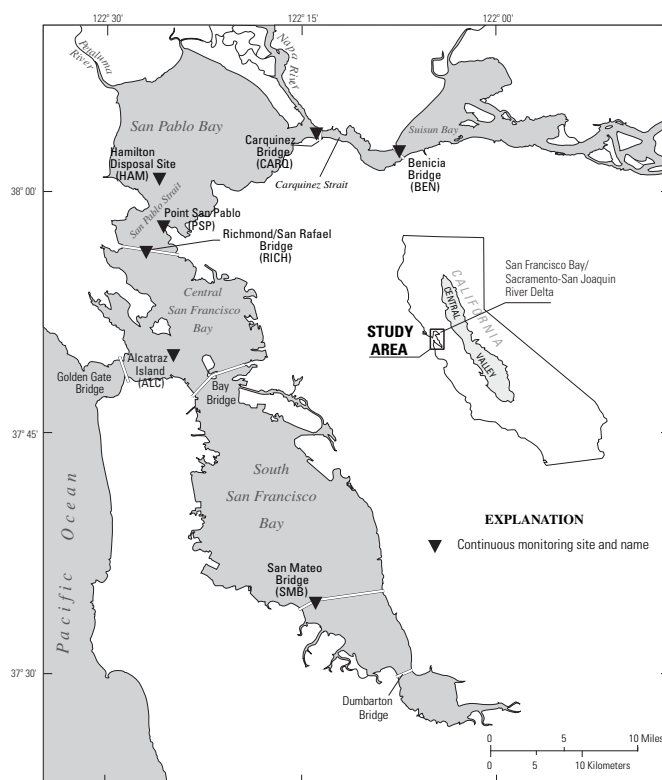 122°30'
122°15'
122°00'
Petaluma
River
Napa River
San Pablo Bay
Suisun Bay
Carquinez
Bridge
(CARQ)
Hamilton
Disposal Site
(HAM)
Benicia
Bridge
(BEN)
Carquinez Strait
38°00'
San Pablo Strait
Point San Pablo
(PSP)
Richmond/San Rafael
Bridge
(RICH)
Central
San Francisco
Bay
San Francisco Bay/
Sacramento-San Joaquin
River Delta
CALIFORNIA
CENTRAL
VALLEY
STUDY
AREA
Alcatraz
Island
(ALC)
Golden Gate
Bridge
Bay
Bridge
37°45'
South
San Francisco
Bay
Pacific Ocean
EXPLANATION
Continuous monitoring site and name
San Mateo
Bridge
(SMB)
37°30'
Dumbarton
Bridge
0 5 10 Miles
0 5 10 Kilometers